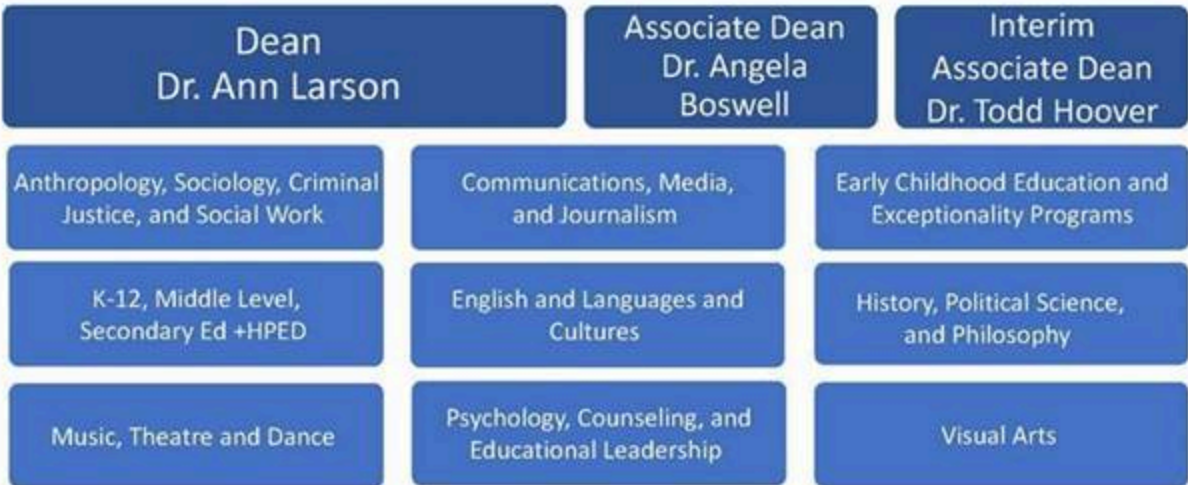 Dean
Dr. Ann Larson
Associate Dean
Dr. Angela
Boswell
Interim
Associate Dean
Dr. Todd Hoover
Anthropology, Sociology, Criminal
Justice, and Social Work
Communications, Media,
and Journalism
Early Childhood Education and
Exceptionality Programs
K-12, Middle Level,
Secondary Ed +HPED
English and Languages and
Cultures
History, Political Science,
and Philosophy
Music, Theatre and Dance
Psychology, Counseling, and
Educational Leadership
Visual Arts